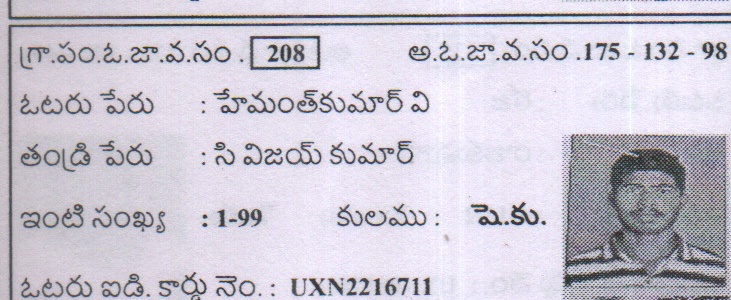 గ్రా.పం.ఓ.జా.వ.సం. 208 అ.ఓ.జా.వ.సం .175 - 132 - 98
ఓటరు పేరు : హేమంత్‌కుమార్ వి
తండ్రి పేరు : సి విజయ్ కుమార్
ఇంటి సంఖ్య : 1-99 కులము : షె.కు.
ఓటరు ఐడి. కార్డు నెం. : UXN2216711